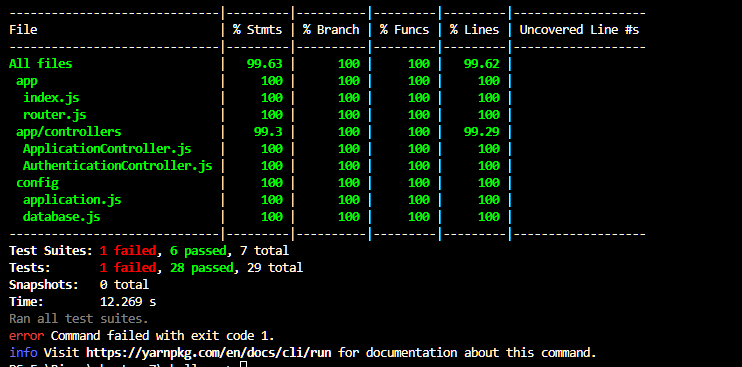 -----------------------------|---------|----------|---------|---------|-------------------
File                         | % Stmts | % Branch | % Funcs | % Lines | Uncovered Line #s
-----------------------------|---------|----------|---------|---------|-------------------
All files                    |   99.63 |      100 |     100 |   99.62 |
 app                         |     100 |      100 |     100 |     100 |
  index.js                   |     100 |      100 |     100 |     100 |
  router.js                  |     100 |      100 |     100 |     100 |
 app/controllers             |    99.3 |      100 |     100 |   99.29 |
  ApplicationController.js   |     100 |      100 |     100 |     100 |
  AuthenticationController.js |     100 |      100 |     100 |     100 |
 config                      |     100 |      100 |     100 |     100 |
  application.js             |     100 |      100 |     100 |     100 |
  database.js                |     100 |      100 |     100 |     100 |
-----------------------------|---------|----------|---------|---------|-------------------
Test Suites: 1 failed, 6 passed, 7 total
Tests:       1 failed, 28 passed, 29 total
Snapshots:   0 total
Time:        12.269 s
Ran all test suites.
error Command failed with exit code 1.
info Visit https://yarnpkg.com/en/docs/cli/run for documentation about this command.